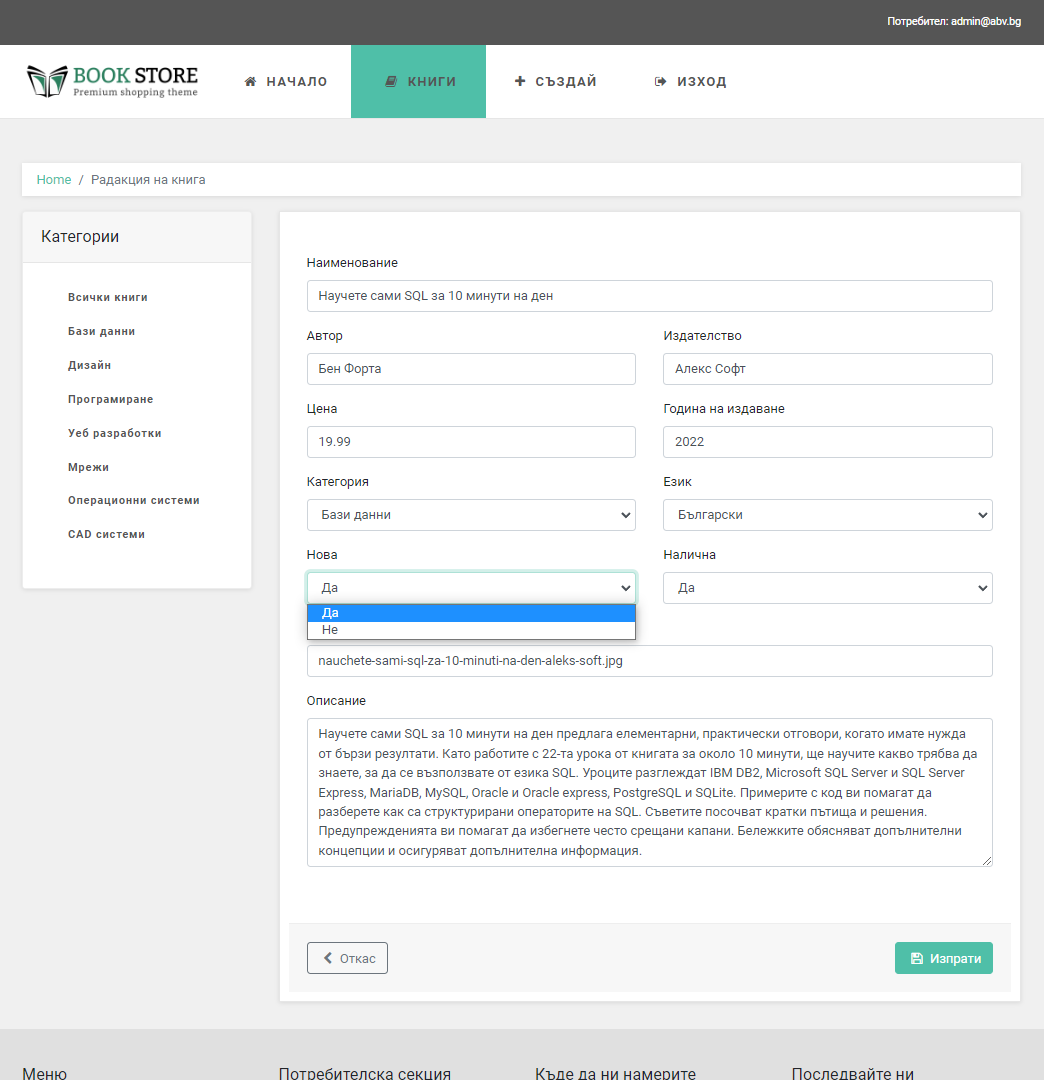 Потребител: admin@abv.bg
BOOK STORE
Premium shopping theme
НАЧАЛО
КНИГИ
СЪЗДАЙ
ИЗХОД
Home / Радакция на книга
Категории
Всички книги
Бази данни
Дизайн
Програмиране
Уеб разработки
Мрежи
Операционни системи
CAD системи
Наименование
Научете сами SQL за 10 минути на ден
Автор
Издателство
Бен Форта
Алекс Софт
Цена
Година на издаване
19.99
2022
Категория
Език
Бази данни
Български
Нова
Налична
Да
Да
Да
Не
nauchete-sami-sql-za-10-minuti-na-den-aleks-soft.jpg
Описание
Научете сами SQL за 10 минути на ден предлага елементарни, практически отговори, когато имате нужда
от бързи резултати. Като работите с 22-та урока от книгата за около 10 минути, ще научите какво трябва да
знаете, за да се възползвате от езика SQL. Уроците разглеждат IBM DB2, Microsoft SQL Server и SQL Server
Express, MariaDB, MySQL, Oracle и Oracle express, PostgreSQL и SQLite. Примерите с код ви помагат да
разберете как са структурирани операторите на SQL. Съветите посочват кратки пътища и решения.
Предупрежденията ви помагат да избегнете често срещани капани. Бележките обясняват допълнителни
концепции и осигуряват допълнителна информация.
Откас
Изпрати
Меню
Потребителска секция
Къде да ни намерите
Последвайте ни